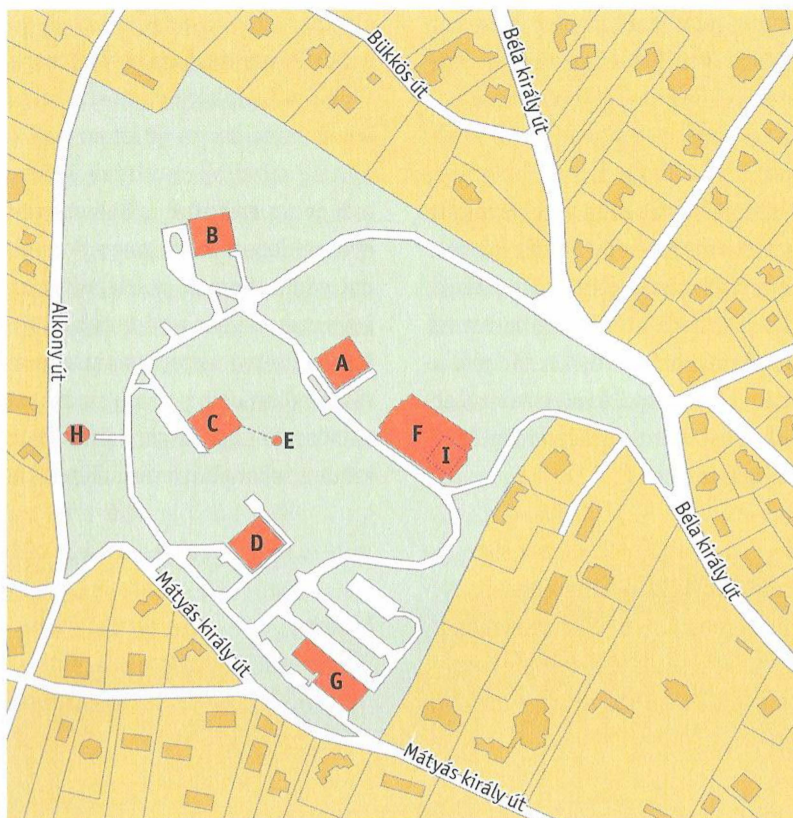 Bükkös út
Béla király út
B
Alkony út
A
C
F
H
E
I
D
Mátyás király út
Béla király út
G
Mátyás király út